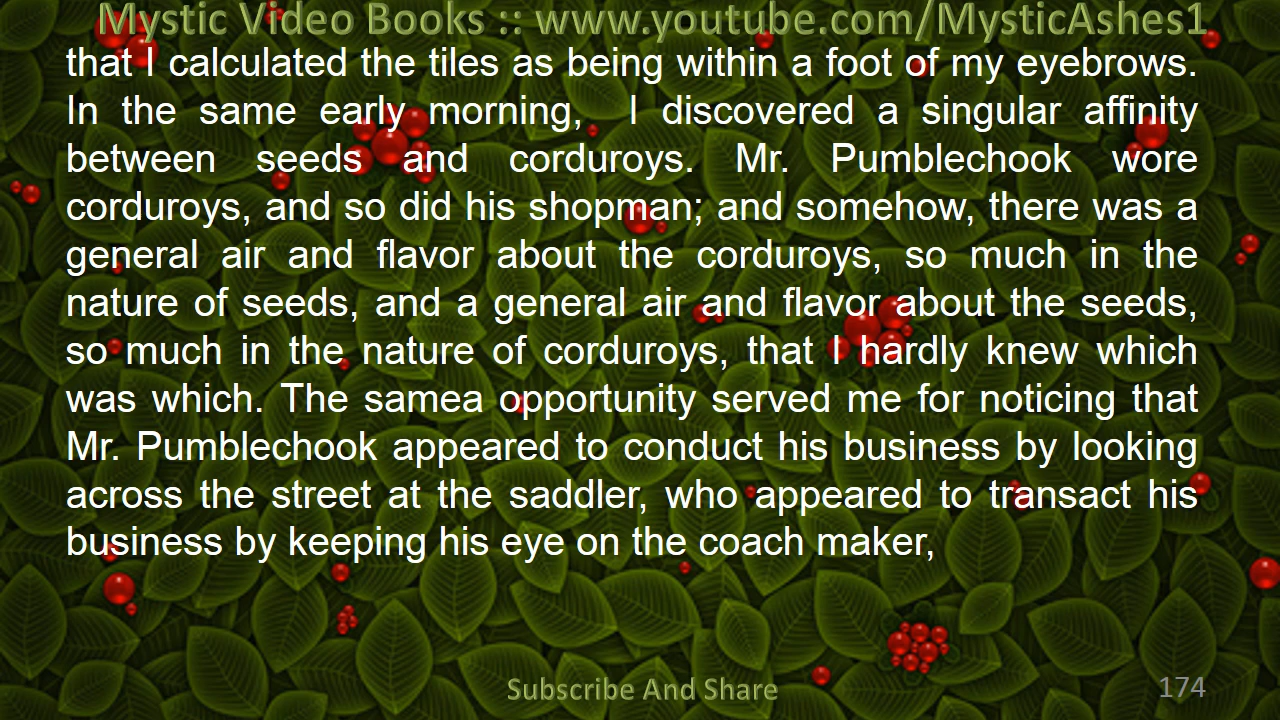 Mystic Video Books :: www.youtube.com/MysticAshes1
that I calculated the tiles as being within a foot of my eyebrows.
In the same early morning, I discovered a singular affinity
between seeds and corduroys. Mr. Pumblechook wore
corduroys, and so did his shopman; and somehow, there was a
general air and flavor about the corduroys, so much in the
nature of seeds, and a general air and flavor about the seeds,
so much in the nature of corduroys, that I hardly knew which
was which. The samea opportunity served me for noticing that
Mr. Pumblechook appeared to conduct his business by looking
across the street at the saddler, who appeared to transact his
business by keeping his eye on the coach maker,
Subscribe And Share
174